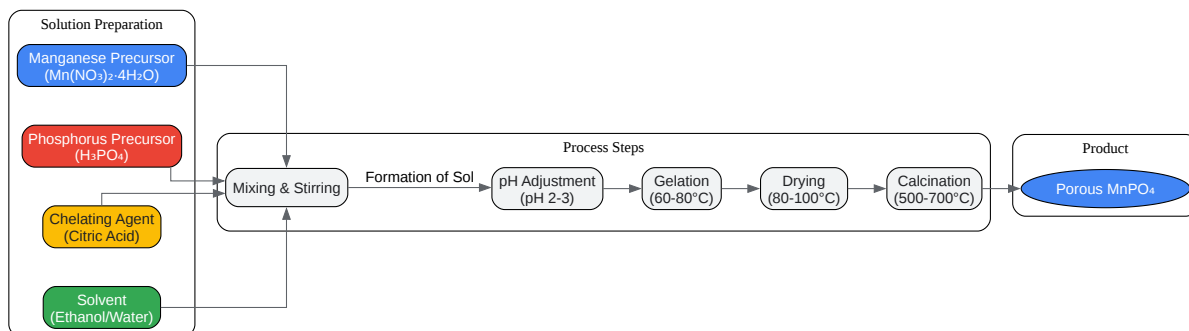 Solution Preparation
Manganese Precursor
(Mn(NO₃)₂·4H₂O)
Phosphorus Precursor
(H₃PO₄)
Chelating Agent
(Citric Acid)
Solvent
(Ethanol/Water)
Process Steps
Mixing & Stirring
Formation of Sol
pH Adjustment
(pH 2-3)
Gelation
(60-80°C)
Drying
(80-100°C)
Calcination
(500-700°C)
Product
Porous MnPO₄